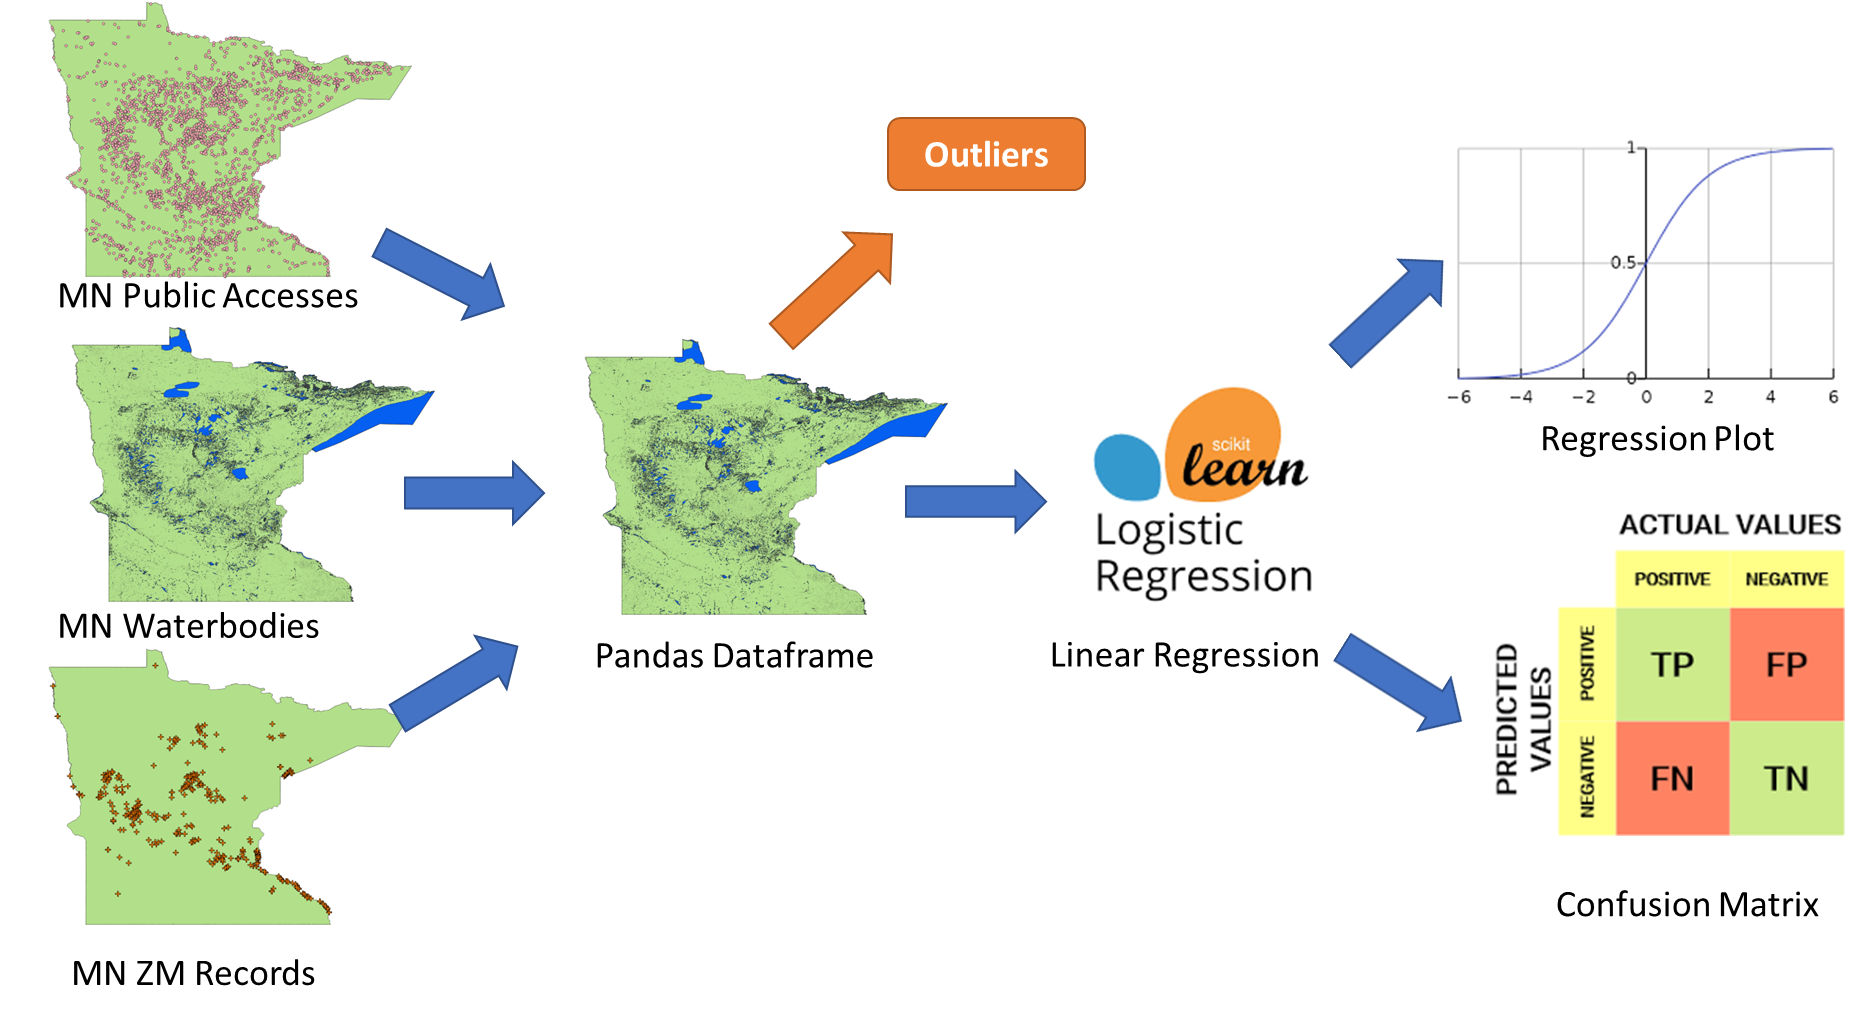 MN Public Accesses
MN Waterbodies
MN ZM Records
Outliers
Pandas Dataframe
scikit
learn
Logistic
Regression
Linear Regression
1
0.5
0
−6 −4 −2 0 2 4 6
Regression Plot
ACTUAL VALUES
POSITIVE NEGATIVE
PREDICTED
VALUES
POSITIVE
TP FP
NEGATIVE
FN TN
Confusion Matrix